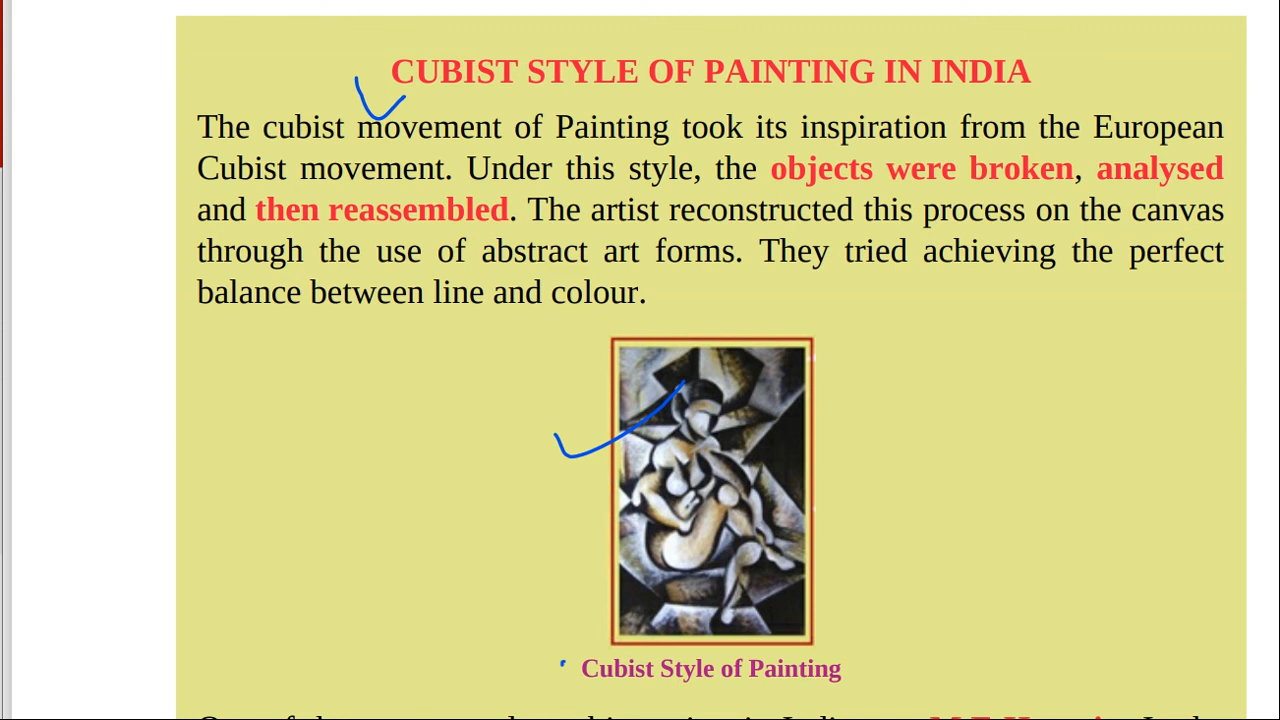 CUBIST STYLE OF PAINTING IN INDIA
The cubist movement of Painting took its inspiration from the European
Cubist movement. Under this style, the objects were broken, analysed
and then reassembled. The artist reconstructed this process on the canvas
through the use of abstract art forms. They tried achieving the perfect
balance between line and colour.
Cubist Style of Painting